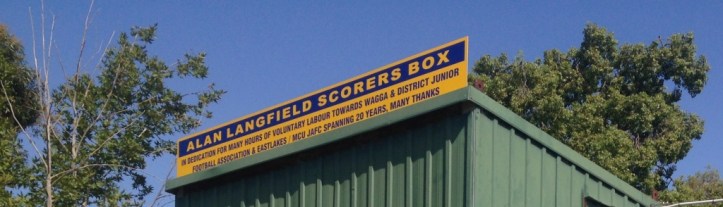 ALAN LANGFIELD SCORERS BOX
IN DEDICATION FOR MANY HOURS OF VOLUNTARY LABOUR TOWARDS WAGGA & DISTRICT JUNIOR
FOOTBALL ASSOCIATION & EASTLAKES / MCU JAFC SPANNING 20 YEARS, MANY THANKS